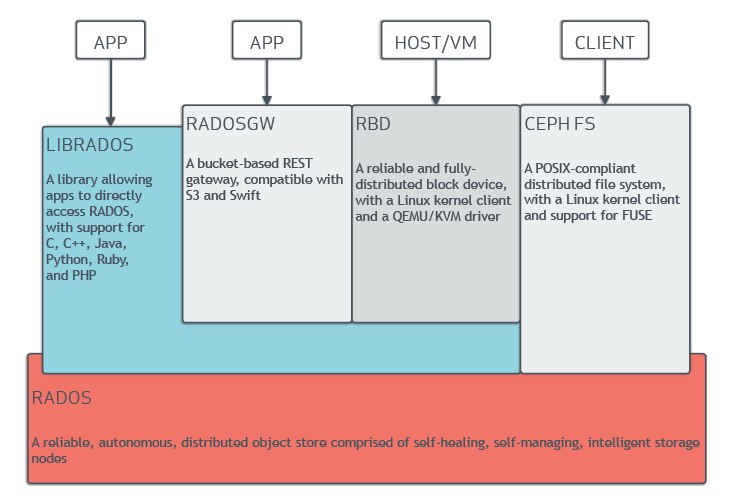 APP
APP
HOST/VM
CLIENT
LIBRADOS
A library allowing
apps to directly
access RADOS,
with support for
C, C++, Java,
Python, Ruby,
and PHP
RADOSGW
A bucket-based REST
gateway, compatible with
S3 and Swift
RBD
A reliable and fully-
distributed block device,
with a Linux kernel client
and a QEMU/KVM driver
CEPH FS
A POSIX-compliant
distributed file system,
with a Linux kernel client
and support for FUSE
RADOS
A reliable, autonomous, distributed object store comprised of self-healing, self-managing, intelligent storage
nodes